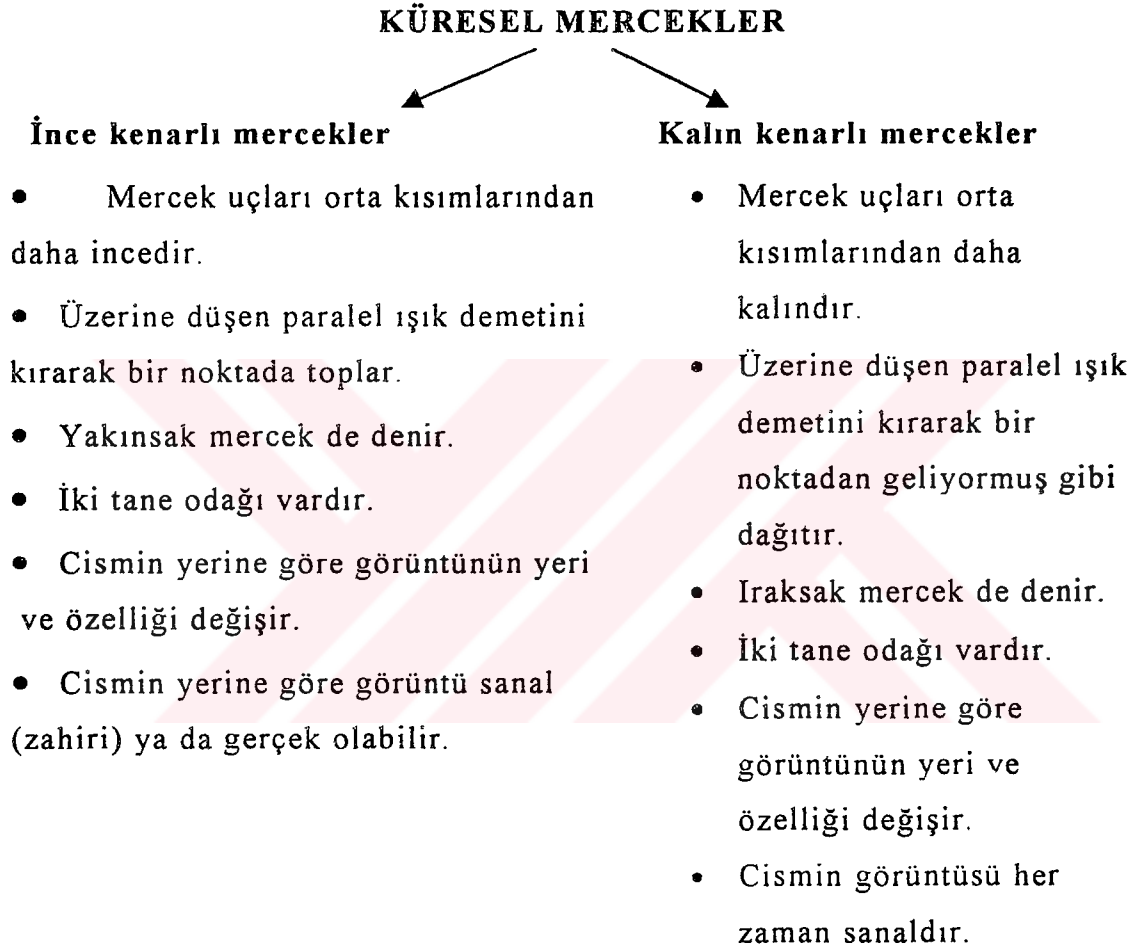 KÜRESEL MERCEKLER
İnce kenarlı mercekler
• Mercek uçları orta kısımlarından
daha incedir.
• Üzerine düşen paralel ışık demetini
kırarak bir noktada toplar.
• Yakınsak mercek de denir.
• İki tane odağı vardır.
• Cismin yerine göre görüntünün yeri
ve özelliği değişir.
• Cismin yerine göre görüntü sanal
(zahiri) ya da gerçek olabilir.
Kalın kenarlı mercekler
• Mercek uçları orta
kısımlarından daha
kalındır.
• Üzerine düşen paralel ışık
demetini kırarak bir
noktadan geliyormuş gibi
dağıtır.
• Iraksak mercek de denir.
• İki tane odağı vardır.
• Cismin yerine göre
görüntünün yeri ve
özelliği değişir.
• Cismin görüntüsü her
zaman sanaldır.